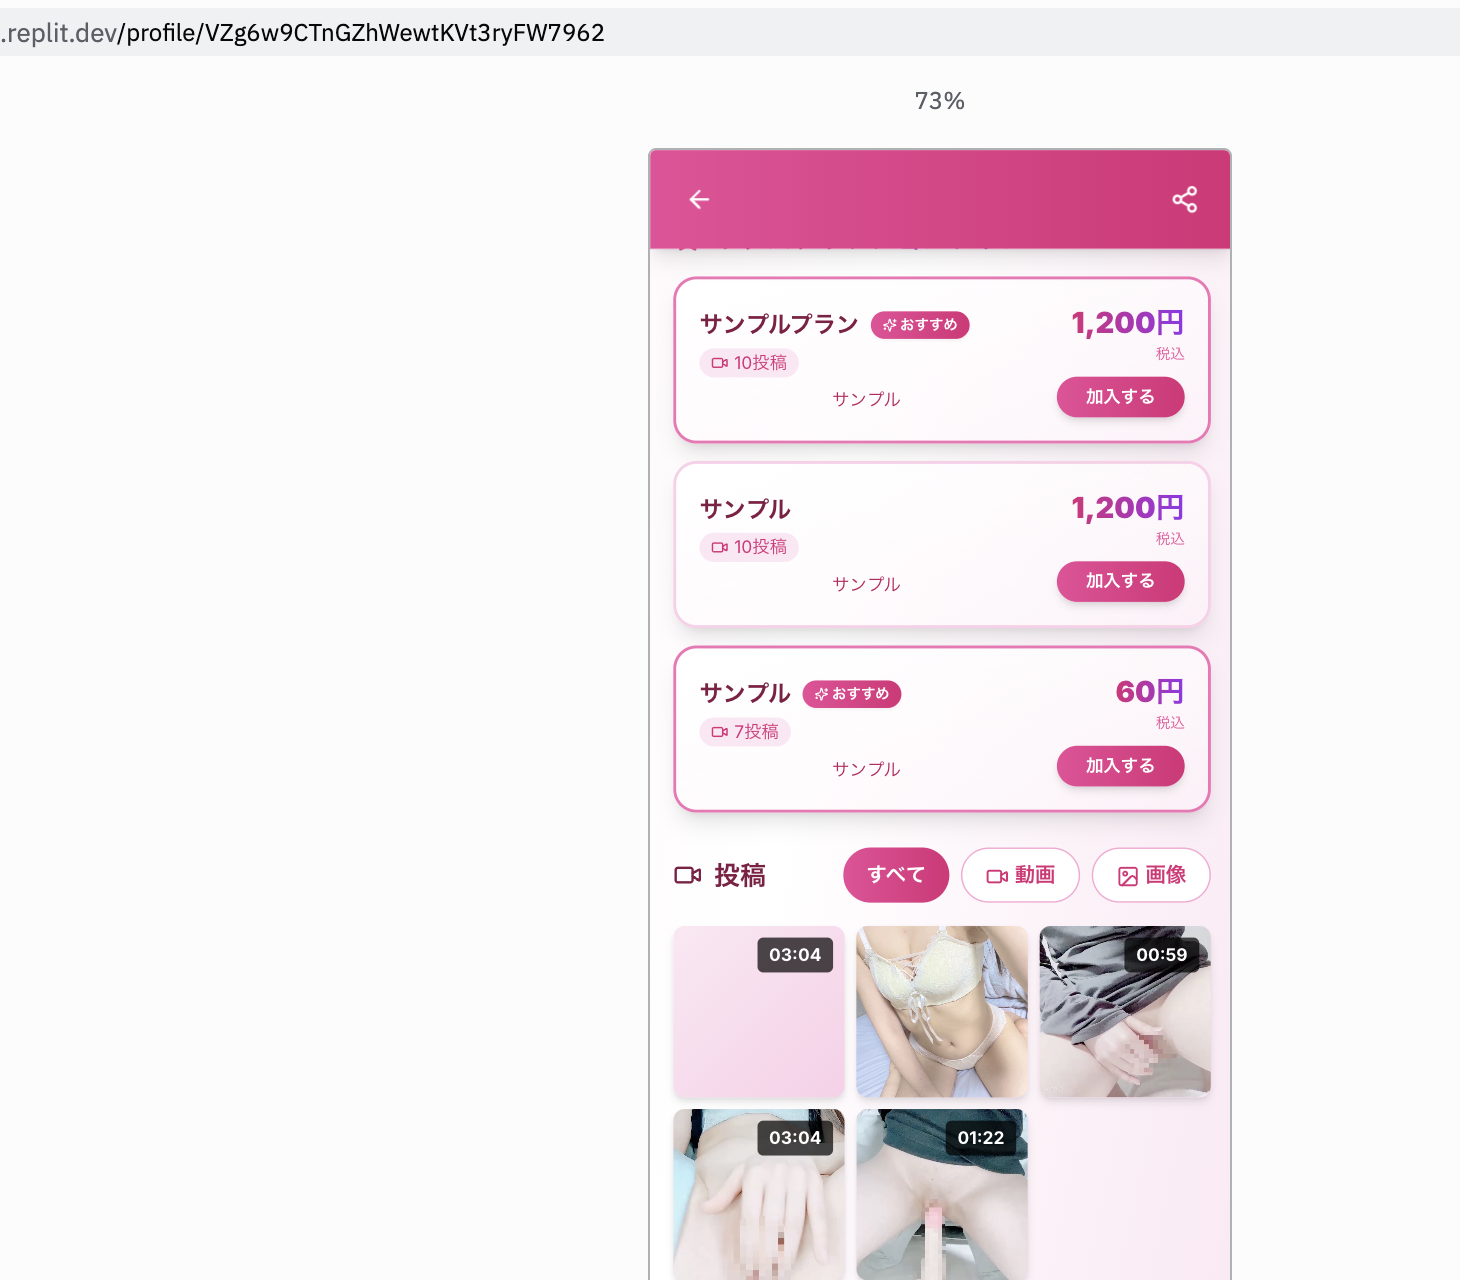 .replit.dev/profile/VZg6w9CTnGZhWewtKVt3ryFW7962
73%
サンプルプラン おすすめ 1,200円
税込
10投稿
サンプル 加入する
サンプル 1,200円
税込
10投稿
サンプル 加入する
サンプル おすすめ 60円
税込
7投稿
サンプル 加入する
投稿 すべて 動画 画像
03:04 00:59
03:04 01:22